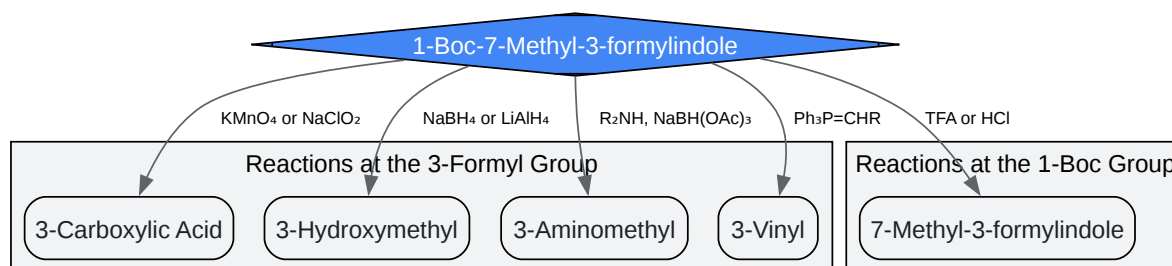 1-Boc-7-Methyl-3-formylindole
KMnO₄ or NaClO₂
NaBH₄ or LiAlH₄
R₂NH, NaBH(OAc)₃
Ph₃P=CHR
TFA or HCl
Reactions at the 3-Formyl Group
Reactions at the 1-Boc Group
3-Carboxylic Acid
3-Hydroxymethyl
3-Aminomethyl
3-Vinyl
7-Methyl-3-formylindole